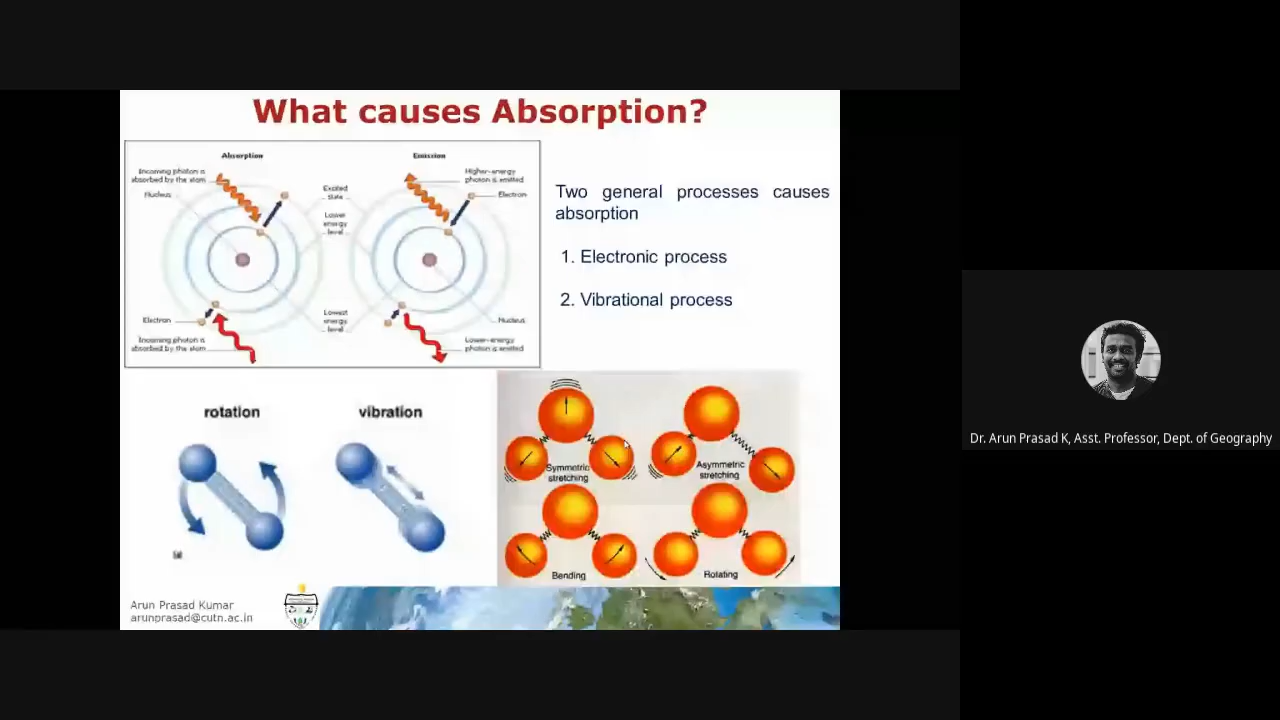 What causes Absorption?
Absorption
Emission
Incoming photon is
absorbed by the atom
Nucleus
Excited
state
Lower
energy
level
Higher-energy
photon is emitted
Electron
Electron
Incoming photon is
absorbed by the atom
Lowest
energy
level
Nucleus
Lower-energy
photon is emitted
Two general processes causes
absorption
1. Electronic process
2. Vibrational process
rotation
vibration
Symmetric
stretching
Asymmetric
stretching
Bending
Rotating
Arun Prasad Kumar
arunprasad@cutn.ac.in
Dr. Arun Prasad K, Asst. Professor, Dept. of Geography